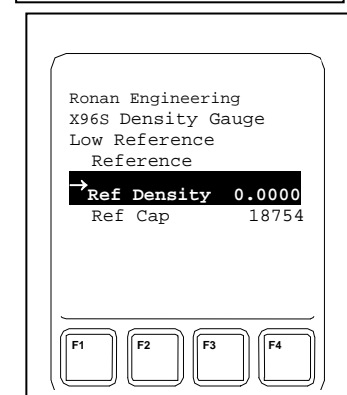 Ronan Engineering
X96S Density Gauge
Low Reference
Reference
→Ref Density 0.0000
Ref Cap 18754
F1 F2 F3 F4